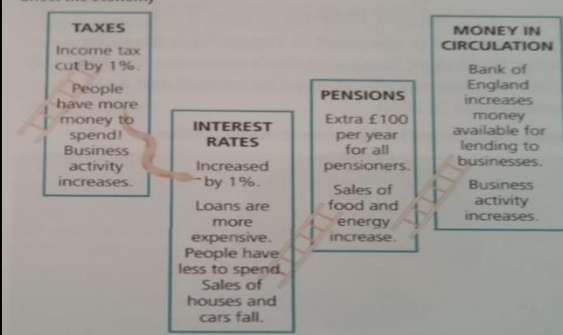 TAXES
Income tax
cut by 1%.
People
have more
money to
spend!
Business
activity
increases.
INTEREST
RATES
Increased
by 1%.
Loans are
more
expensive.
People have
less to spend.
Sales of
houses and
cars fall.
PENSIONS
Extra £100
per year
for all
pensioners.
Sales of
food and
energy
increase.
MONEY IN
CIRCULATION
Bank of
England
increases
money
available for
lending to
businesses.
Business
activity
increases.